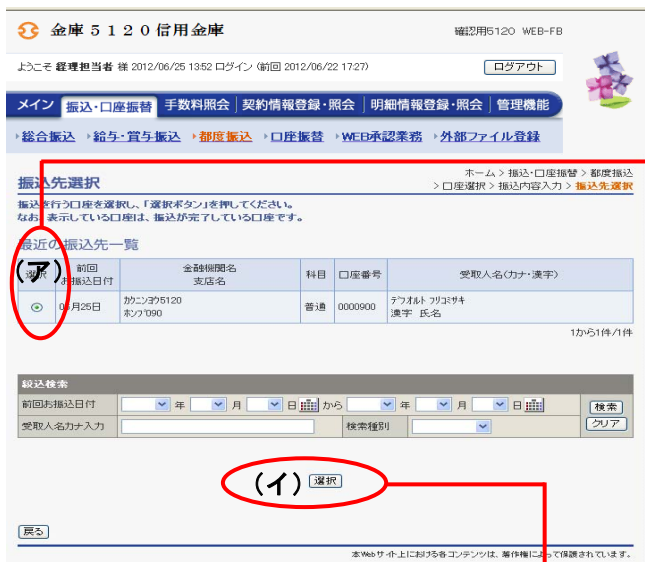 金庫5120信用金庫
確認用5120 WEB-FB
ようこそ 経理担当者 様 2012/06/25 13:52 ログイン (前回 2012/06/22 17:27)
ログアウト
メイン 振込・口座振替 手数料照会 契約情報登録・照会 明細情報登録・照会 管理機能
総合振込 給与・賞与振込 都度振込 口座振替 WEB承認業務 外部ファイル登録
ホーム > 振込・口座振替 > 都度振込
> 口座選択 > 振込内容入力 > 振込先選択
振込先選択
振込を行う口座を選択し、「選択ボタン」を押してください。
なお、表示している口座は、振込が完了している口座です。
最近の振込先一覧
(ア)
選択 前回お振込日付 金融機関名 支店名 科目 口座番号 受取人名(カナ・漢字)
月25日 カクニンヨウ5120 ホンブ090 普通 0000900 デフオルト フリコミサキ 漢字 氏名
1から1件/1件
絞込検索
前回お振込日付 年 月 日 から 年 月 日
検索
受取人名カナ入力 検索種別
クリア
(イ) 選択
戻る
本Webサイト上における各コンテンツは、著作権によって保護されています。